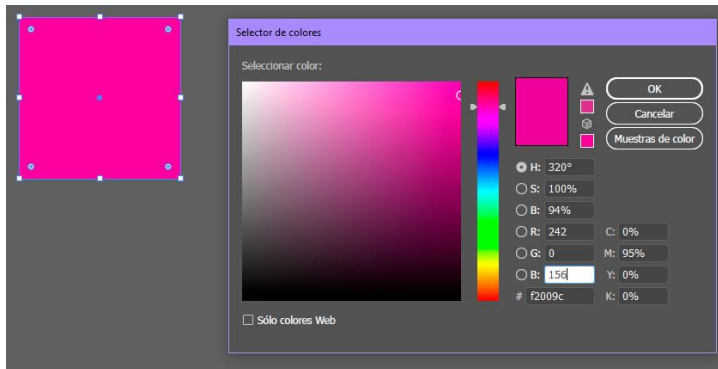 Selector de colores
Seleccionar color:
OK
Cancelar
Muestras de color
H: 320°
S: 100%
B: 94%
R: 242 C: 0%
G: 0 M: 95%
B: 156 Y: 0%
# f2009c K: 0%
Sólo colores Web